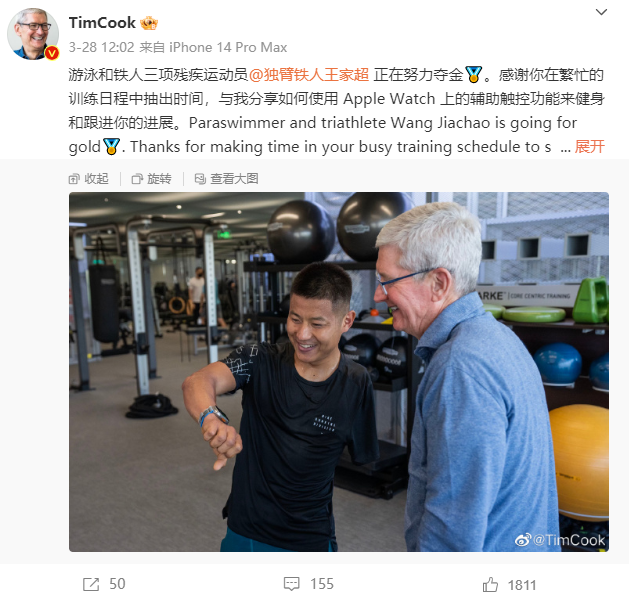 TimCook
3-28 12:02 来自 iPhone 14 Pro Max
游泳和铁人三项残疾运动员@独臂铁人王家超 正在努力夺金🏅。感谢你在繁忙的
训练日程中抽出时间，与我分享如何使用 Apple Watch 上的辅助触控功能来健身
和跟进你的进展。Paraswimmer and triathlete Wang Jiachao is going for
gold🏅. Thanks for making time in your busy training schedule to s ... 展开
收起 旋转 查看大图
CORE CENTRIC TRAINING
@TimCook
50 155 1811